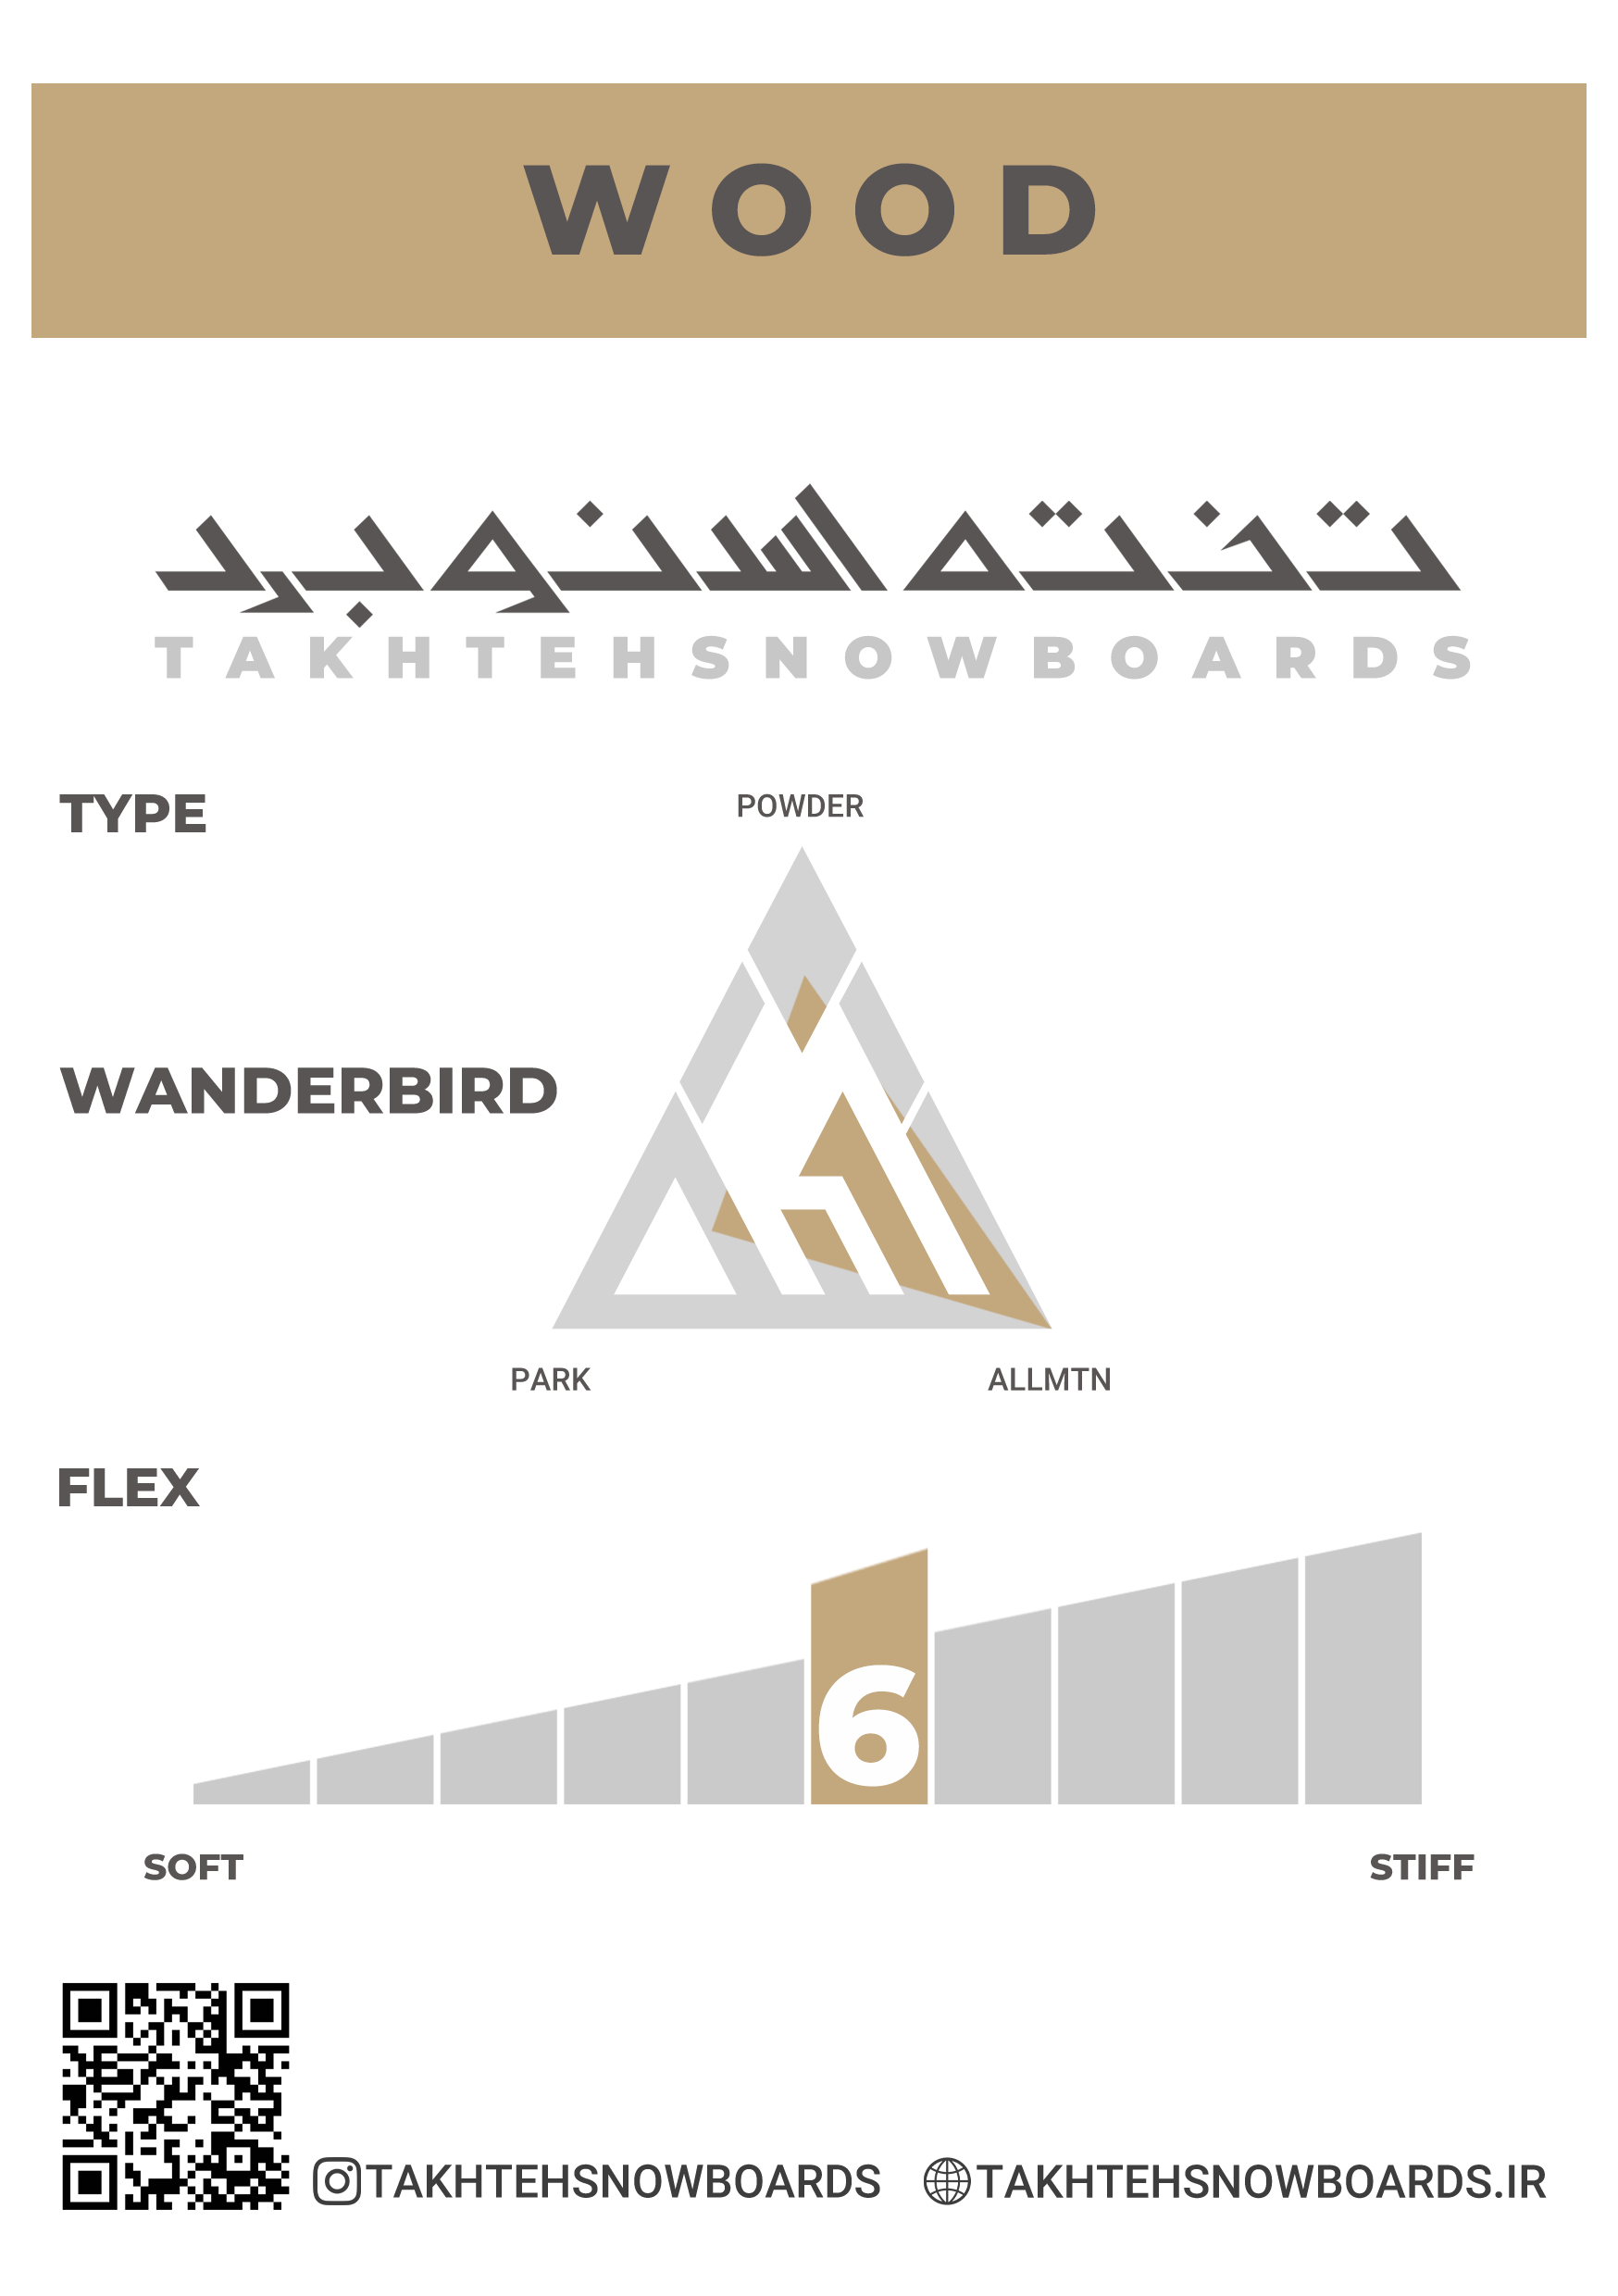 WOOD
تخته اسنوبرد
TAKHTEHSNOWBOARDS
TYPE
POWDER
WANDERBIRD
PARK
ALLMTN
FLEX
6
SOFT
STIFF
TAKHTEHSNOWBOARDS
TAKHTEHSNOWBOARDS.IR